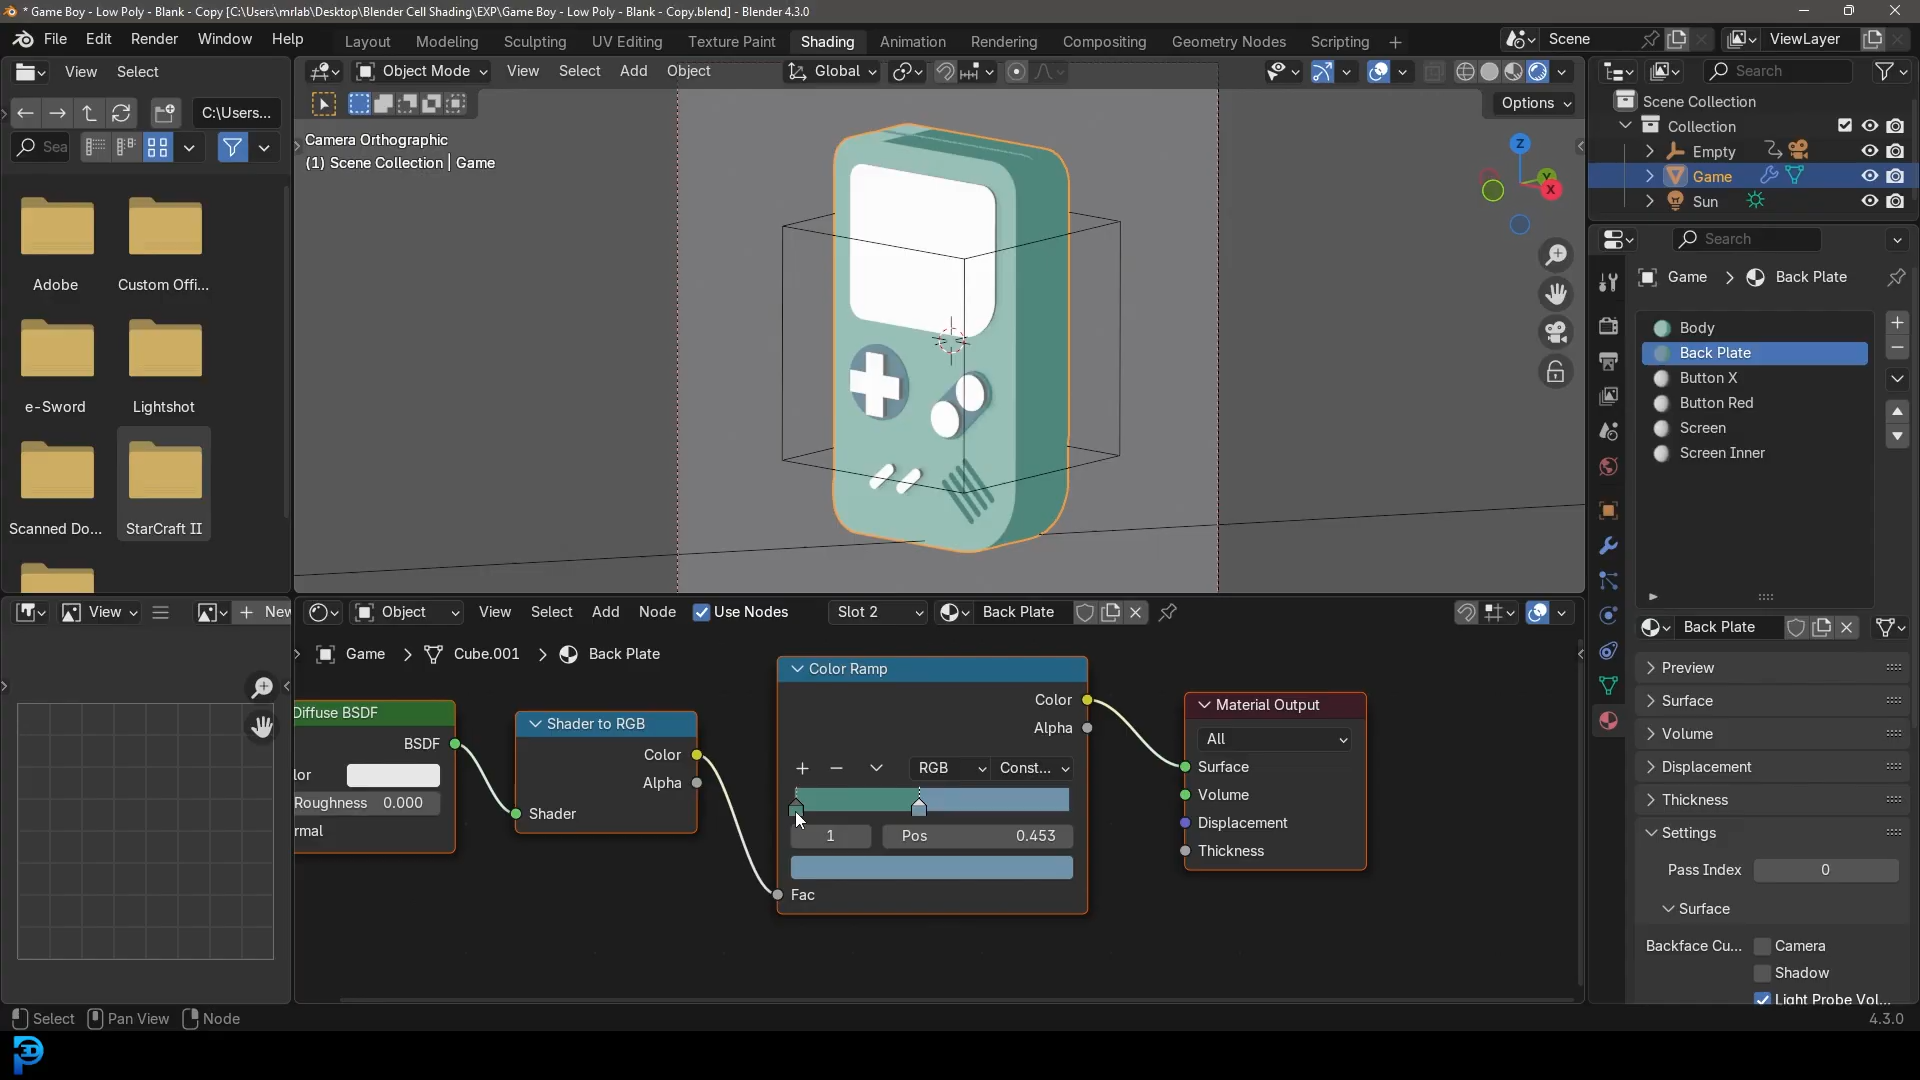 * Game Boy - Low Poly - Blank - Copy [C:\Users\mrlab\Desktop\Blender Cell Shading\EXP\Game Boy - Low Poly - Blank - Copy.blend] - Blender 4.3.0
File Edit Render Window Help
Layout Modeling Sculpting UV Editing Texture Paint Shading Animation Rendering Compositing Geometry Nodes Scripting +
Scene
ViewLayer
View Select
Object Mode View Select Add Object
Global
Search
C:\Users...
Options
Scene Collection
Sea
Collection
Camera Orthographic
(1) Scene Collection | Game
Empty
Game
Sun
Z
Y
X
Adobe
Custom Offi...
e-Sword
Lightshot
Scanned Do...
StarCraft II
Search
Game > Back Plate
Body
Back Plate
Button X
Button Red
Screen
Screen Inner
Back Plate
View
New
Object View Select Add Node Use Nodes Slot 2 Back Plate
Game > Cube.001 > Back Plate
Diffuse BSDF
BSDF
lor
Roughness 0.000
rmal
Shader to RGB
Color
Alpha
Shader
Color Ramp
Color
Alpha
+ −
RGB
Const...
1
Pos 0.453
Fac
Material Output
All
Surface
Volume
Displacement
Thickness
Preview
Surface
Volume
Displacement
Thickness
Settings
Pass Index 0
Surface
Backface Cu... Camera
Shadow
Light Probe Vol...
Select Pan View Node
4.3.0